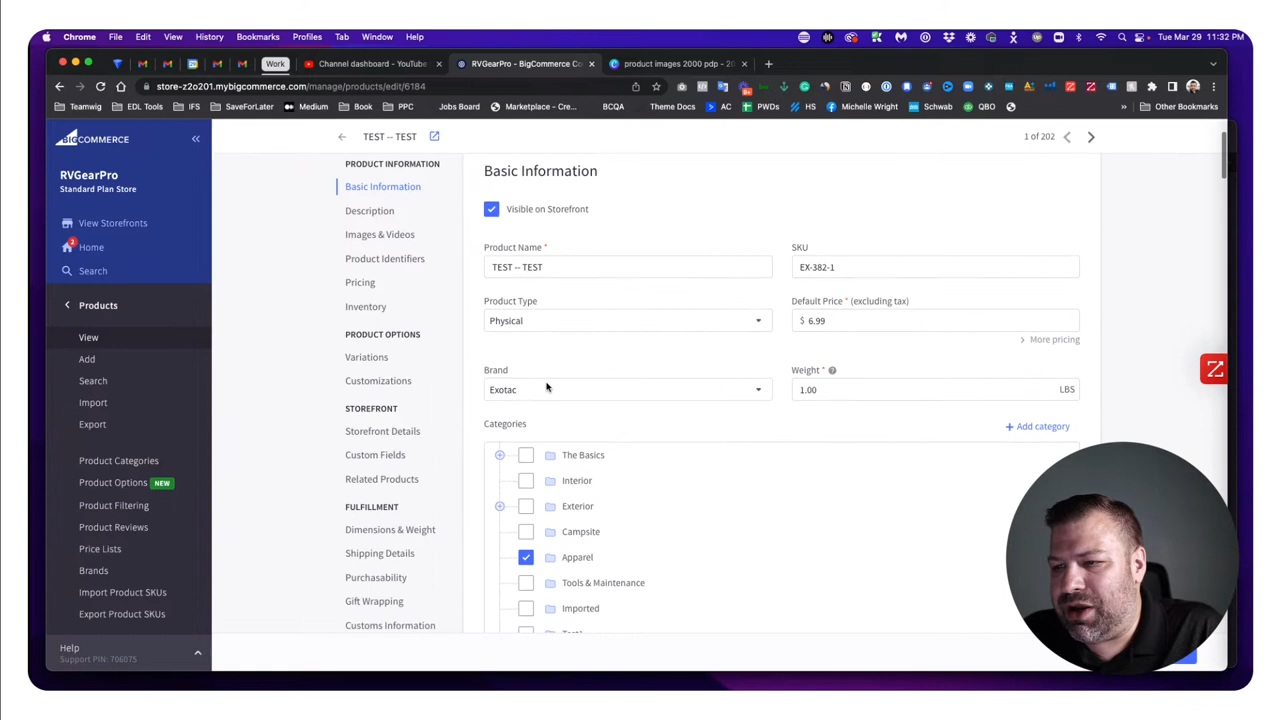 Chrome File Edit View History Bookmarks Profiles Tab Window Help
Tue Mar 29 11:32 PM
Work Channel dashboard - YouTube RVGearPro - BigCommerce Co product images 2000 pdp - 20
store-z2o201.mybigcommerce.com/manage/products/edit/6184
Teamwig EDL Tools IFS SaveForLater Medium Book PPC Jobs Board Marketplace - Cre... BCQA Theme Docs AC PWDs HS Michelle Wright Schwab QBO » Other Bookmarks
BIGCOMMERCE
TEST -- TEST
1 of 202
RVGearPro
Standard Plan Store
View Storefronts
2
Home
Search
Products
View
Add
Search
Import
Export
Product Categories
Product Options NEW
Product Filtering
Product Reviews
Price Lists
Brands
Import Product SKUs
Export Product SKUs
Help
Support PIN: 706075
PRODUCT INFORMATION
Basic Information
Description
Images & Videos
Product Identifiers
Pricing
Inventory
PRODUCT OPTIONS
Variations
Customizations
STOREFRONT
Storefront Details
Custom Fields
Related Products
FULFILLMENT
Dimensions & Weight
Shipping Details
Purchasability
Gift Wrapping
Customs Information
Basic Information
Visible on Storefront
Product Name *
SKU
TEST -- TEST
EX-382-1
Product Type
Default Price * (excluding tax)
Physical
$ 6.99
More pricing
Brand
Weight *
Exotac
1.00 LBS
Categories
+ Add category
The Basics
Interior
Exterior
Campsite
Apparel
Tools & Maintenance
Imported